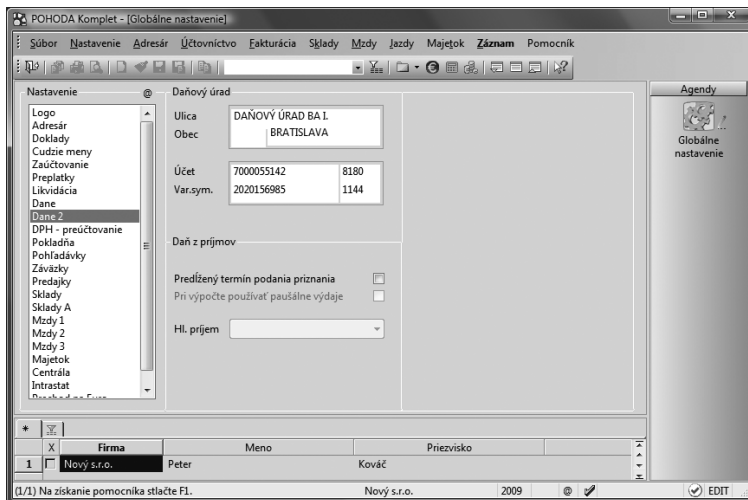 POHODA Komplet - [Globálne nastavenie]
Súbor Nastavenie Adresár Účtovníctvo Fakturácia Sklady Mzdy Jazdy Majetok Záznam Pomocník
Nastavenie @
Logo
Adresár
Doklady
Cudzie meny
Zaúčtovanie
Preplatky
Likvidácia
Dane
Dane 2
DPH - preúčtovanie
Pokladňa
Pohľadávky
Záväzky
Predajky
Sklady
Sklady A
Mzdy 1
Mzdy 2
Mzdy 3
Majetok
Centrála
Intrastat
Daňový úrad
Ulica DAŇOVÝ ÚRAD BA I.
Obec BRATISLAVA
Účet 7000055142 8180
Var.sym. 2020156985 1144
Daň z príjmov
Predĺžený termín podania priznania
Pri výpočte používať paušálne výdaje
Hl. príjem
Agendy
Globálne
nastavenie
*
X Firma Meno Priezvisko
1 Nový s.r.o. Peter Kováč
(1/1) Na získanie pomocníka stlačte F1. Nový s.r.o. 2009 @ EDIT